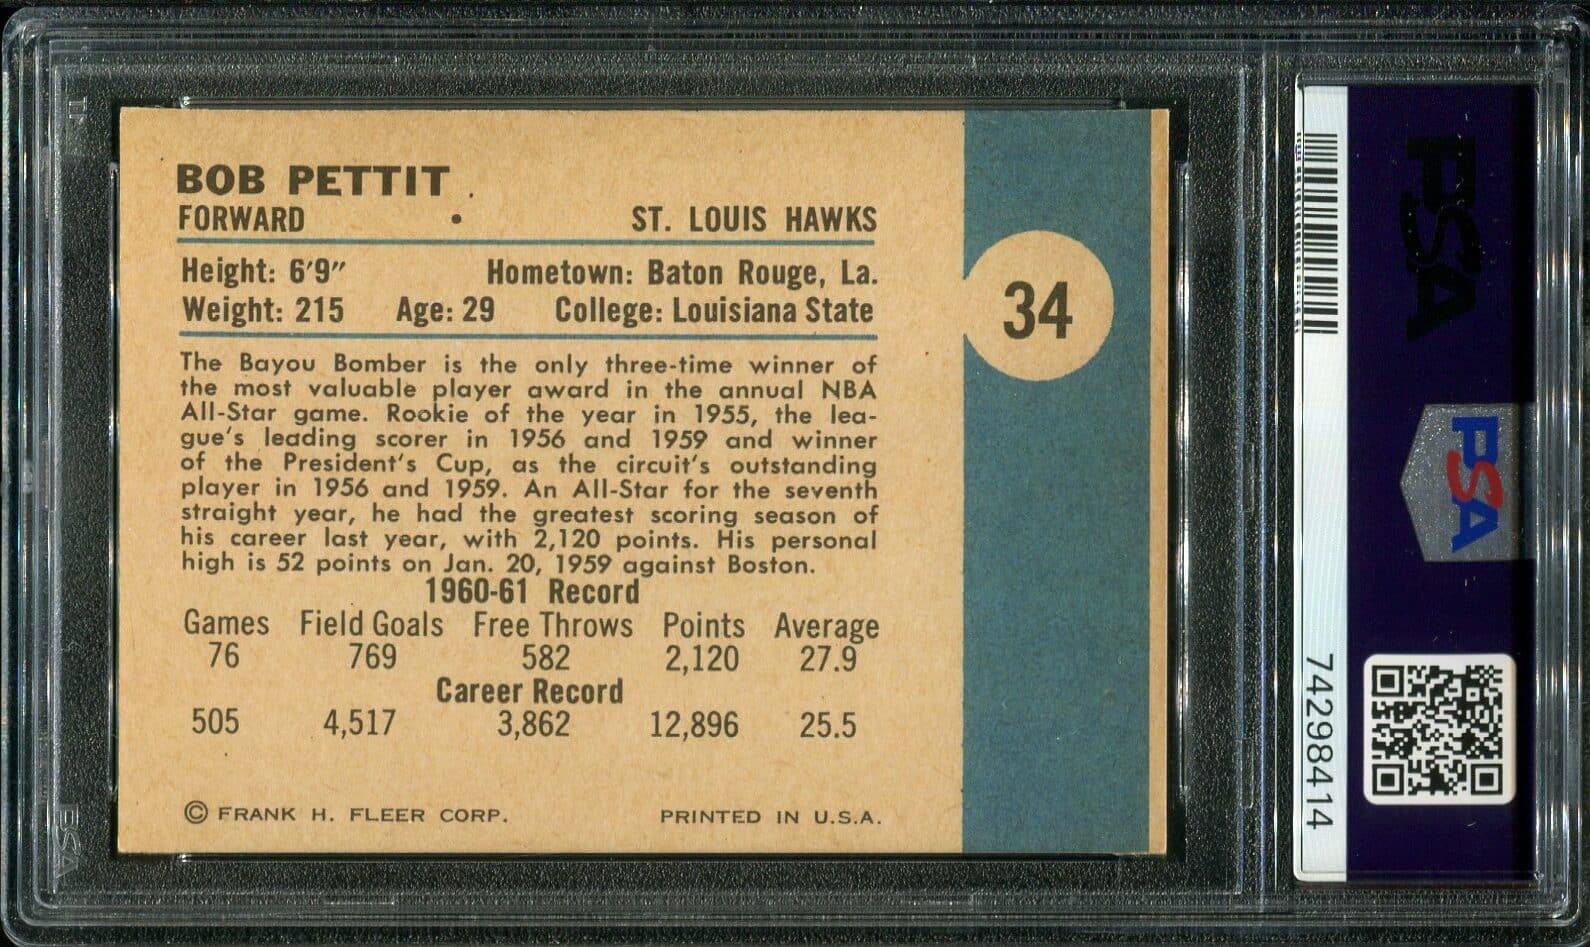 BOB PETTIT
FORWARD ST. LOUIS HAWKS
Height: 6'9" Hometown: Baton Rouge, La.
Weight: 215 Age: 29 College: Louisiana State
The Bayou Bomber is the only three-time winner of
the most valuable player award in the annual NBA
All-Star game. Rookie of the year in 1955, the lea-
gue's leading scorer in 1956 and 1959 and winner
of the President's Cup, as the circuit's outstanding
player in 1956 and 1959. An All-Star for the seventh
straight year, he had the greatest scoring season of
his career last year, with 2,120 points. His personal
high is 52 points on Jan. 20, 1959 against Boston.
1960-61 Record
Games Field Goals Free Throws Points Average
76 769 582 2,120 27.9
Career Record
505 4,517 3,862 12,896 25.5
© FRANK H. FLEER CORP. PRINTED IN U.S.A.
34
PSA
PSA
74298414
PSA